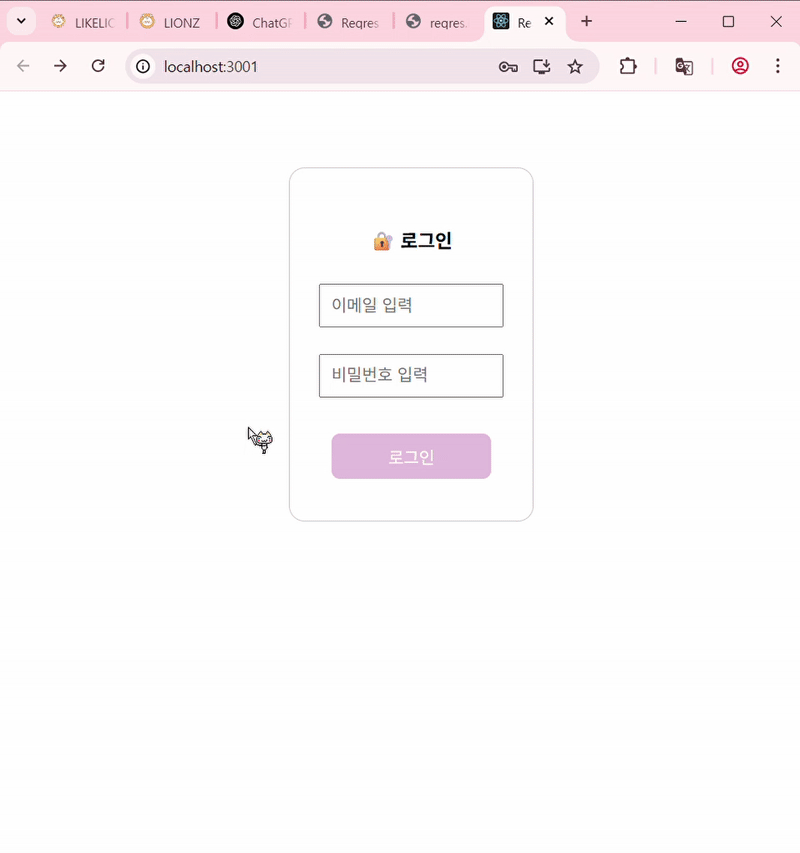 LIKELIC
LIONZ
ChatGP
Reqres
reqres.
Re
localhost:3001
로그인
이메일 입력
비밀번호 입력
로그인